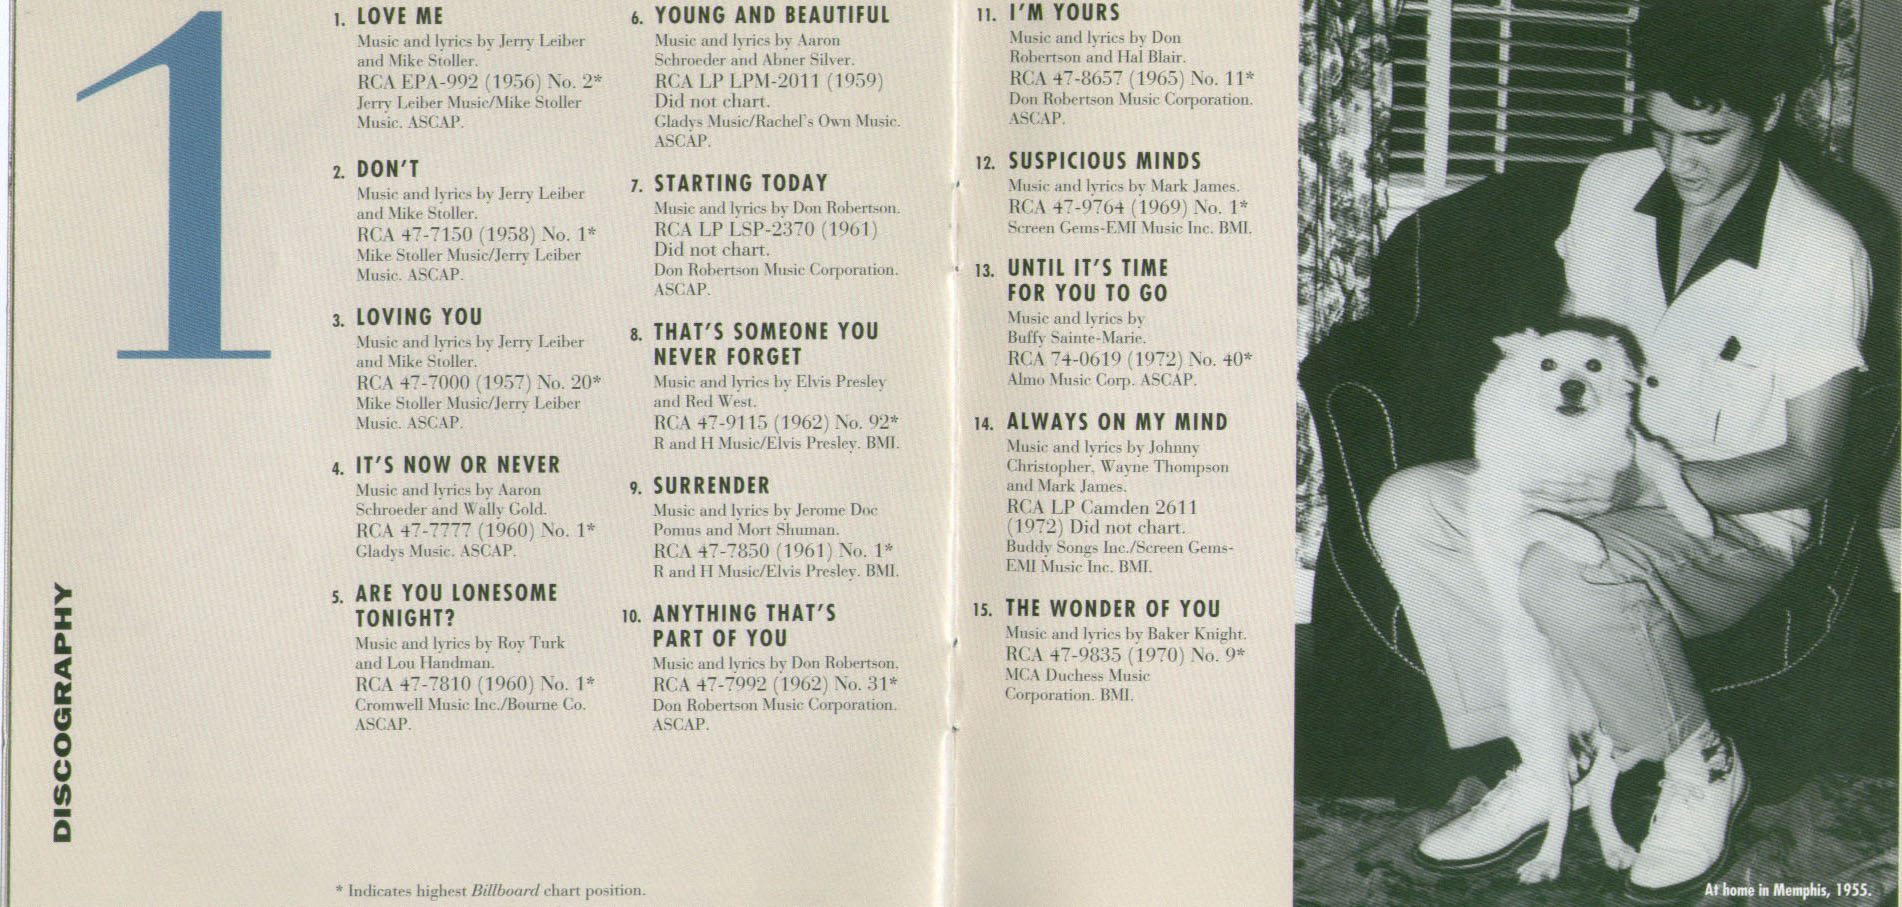 1
DISCOGRAPHY
1. LOVE ME
Music and lyrics by Jerry Leiber
and Mike Stoller.
RCA EPA-992 (1956) No. 2*
Jerry Leiber Music/Mike Stoller
Music. ASCAP.
2. DON'T
Music and lyrics by Jerry Leiber
and Mike Stoller.
RCA 47-7150 (1958) No. 1*
Mike Stoller Music/Jerry Leiber
Music. ASCAP.
3. LOVING YOU
Music and lyrics by Jerry Leiber
and Mike Stoller.
RCA 47-7000 (1957) No. 20*
Mike Stoller Music/Jerry Leiber
Music. ASCAP.
4. IT'S NOW OR NEVER
Music and lyrics by Aaron
Schroeder and Wally Gold.
RCA 47-7777 (1960) No. 1*
Gladys Music. ASCAP.
5. ARE YOU LONESOME
TONIGHT?
Music and lyrics by Roy Turk
and Lou Handman.
RCA 47-7810 (1960) No. 1*
Cromwell Music Inc./Bourne Co.
ASCAP.
6. YOUNG AND BEAUTIFUL
Music and lyrics by Aaron
Schroeder and Abner Silver.
RCA LP LPM-2011 (1959)
Did not chart.
Gladys Music/Rachel's Own Music.
ASCAP.
7. STARTING TODAY
Music and lyrics by Don Robertson.
RCA LP LSP-2370 (1961)
Did not chart.
Don Robertson Music Corporation.
ASCAP.
8. THAT'S SOMEONE YOU
NEVER FORGET
Music and lyrics by Elvis Presley
and Red West.
RCA 47-9115 (1962) No. 92*
R and H Music/Elvis Presley. BMI.
9. SURRENDER
Music and lyrics by Jerome Doc
Pomus and Mort Shuman.
RCA 47-7850 (1961) No. 1*
R and H Music/Elvis Presley. BMI.
10. ANYTHING THAT'S
PART OF YOU
Music and lyrics by Don Robertson.
RCA 47-7992 (1962) No. 31*
Don Robertson Music Corporation.
ASCAP.
11. I'M YOURS
Music and lyrics by Don
Robertson and Hal Blair.
RCA 47-8657 (1965) No. 11*
Don Robertson Music Corporation.
ASCAP.
12. SUSPICIOUS MINDS
Music and lyrics by Mark James.
RCA 47-9764 (1969) No. 1*
Screen Gems-EMI Music Inc. BMI.
13. UNTIL IT'S TIME
FOR YOU TO GO
Music and lyrics by
Buffy Sainte-Marie.
RCA 74-0619 (1972) No. 40*
Almo Music Corp. ASCAP.
14. ALWAYS ON MY MIND
Music and lyrics by Johnny
Christopher, Wayne Thompson
and Mark James.
RCA LP Camden 2611
(1972) Did not chart.
Buddy Songs Inc./Screen Gems-
EMI Music Inc. BMI.
15. THE WONDER OF YOU
Music and lyrics by Baker Knight.
RCA 47-9835 (1970) No. 9*
MCA Duchess Music
Corporation. BMI.
* Indicates highest Billboard chart position.
At home in Memphis, 1955.